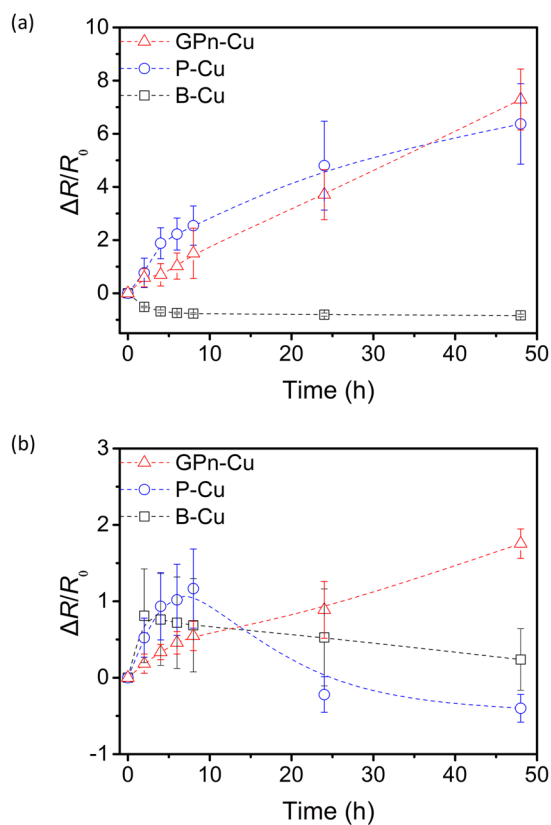 (a)
10
8
6
4
2
0
GPn-Cu
P-Cu
B-Cu
ΔR/R0
0 10 20 30 40 50
Time (h)
(b)
3
2
1
0
-1
GPn-Cu
P-Cu
B-Cu
ΔR/R0
0 10 20 30 40 50
Time (h)